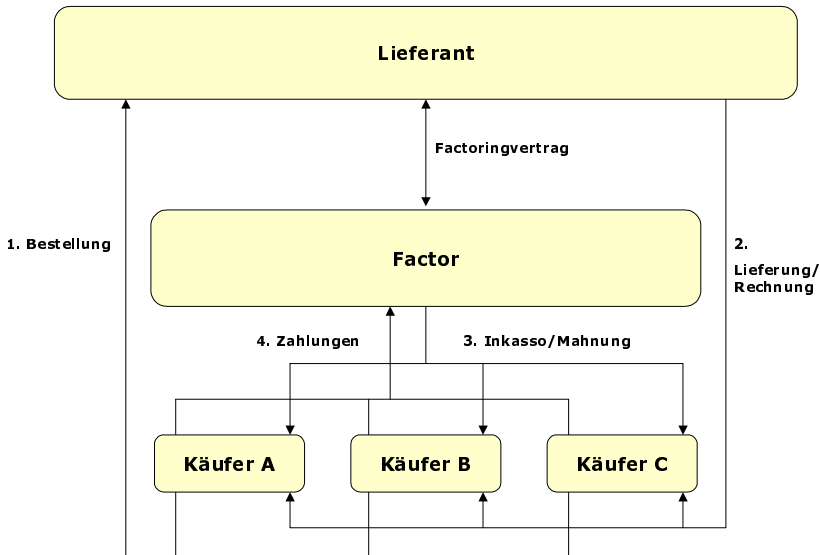 Lieferant
Factoringvertrag
1. Bestellung
2.
Lieferung/
Rechnung
Factor
4. Zahlungen
3. Inkasso/Mahnung
Käufer A
Käufer B
Käufer C